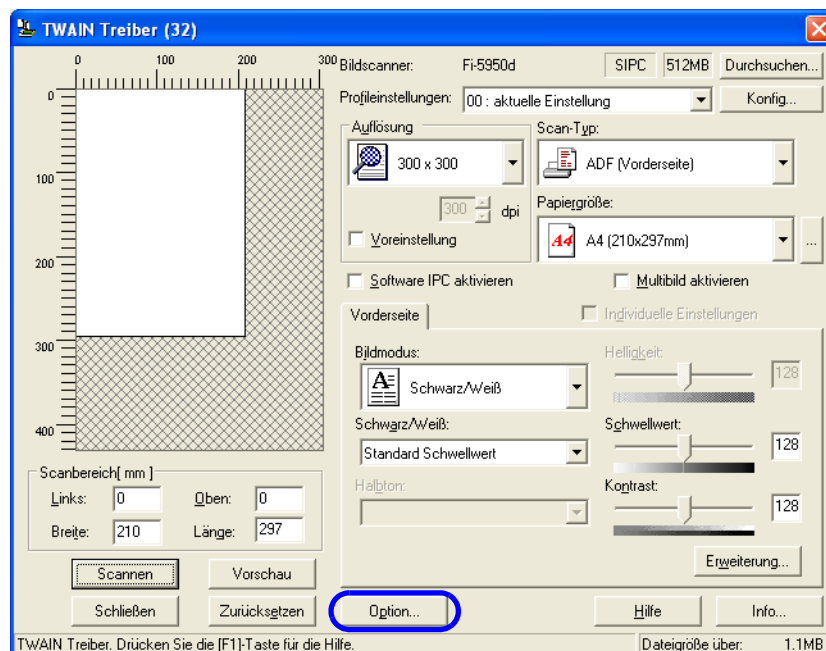 TWAIN Treiber (32)
0 100 200 300
0
100
200
300
400
Bildscanner: Fi-5950d SIPC 512MB Durchsuchen...
Profileinstellungen: 00 : aktuelle Einstellung Konfig...
Auflösung
300 x 300
300 dpi
Voreinstellung
Scan-Typ:
ADF (Vorderseite)
Papiergröße:
A4 A4 (210x297mm) ...
Software IPC aktivieren Multibild aktivieren
Vorderseite Individuelle Einstellungen
Bildmodus:
A Schwarz/Weiß
Schwarz/Weiß:
Standard Schwellwert
Halbton:
Helligkeit:
128
Schwellwert:
128
Kontrast:
128
Erweiterung...
Scanbereich[ mm ]
Links: 0 Oben: 0
Breite: 210 Länge: 297
Scannen Vorschau
Schließen Zurücksetzen Option... Hilfe Info...
TWAIN Treiber. Drücken Sie die [F1]-Taste für die Hilfe. Dateigröße über: 1.1MB